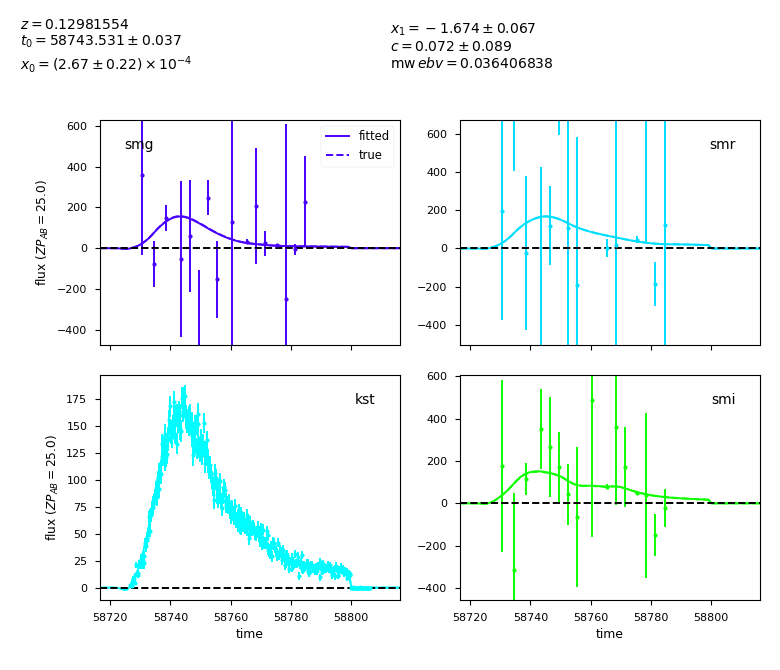 z = 0.12981554
t₀ = 58743.531 ± 0.037
x₀ = (2.67 ± 0.22) × 10⁻⁴
x₁ = −1.674 ± 0.067
c = 0.072 ± 0.089
mw ebv = 0.036406838
smg
fitted
true
600
400
200
0
−200
−400
flux (ZP_AB = 25.0)
smr
600
400
200
0
−200
−400
kst
175
150
125
100
75
50
25
0
flux (ZP_AB = 25.0)
58720 58740 58760 58780 58800
time
smi
600
400
200
0
−200
−400
58720 58740 58760 58780 58800
time